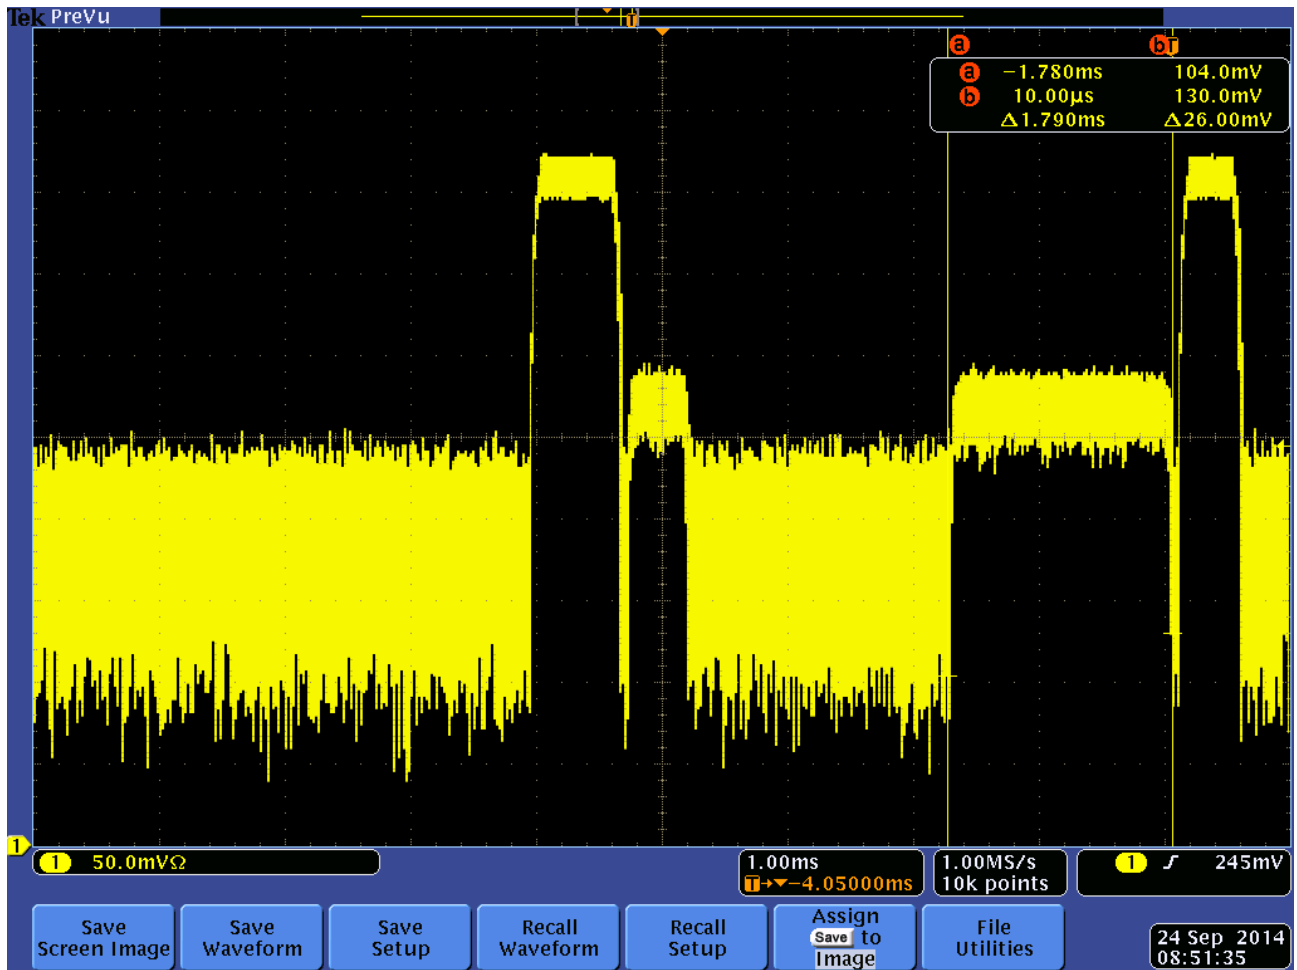 Tek PreVu
T
a b T
a −1.780ms 104.0mV
b 10.00µs 130.0mV
Δ1.790ms Δ26.00mV
1
1 50.0mVΩ
1.00ms
T→▼−4.05000ms
1.00MS/s
10k points
1 245mV
Save
Screen Image
Save
Waveform
Save
Setup
Recall
Waveform
Recall
Setup
Assign
Save to
Image
File
Utilities
24 Sep 2014
08:51:35